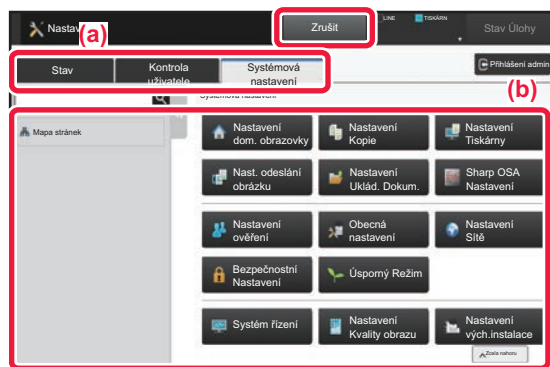 Nastav
(a)
Zrušit
LINE
TISKÁRN
Stav Úlohy
Stav
Kontrola
uživatele
Systémová
nastavení
Přihlášení admin
(b)
Systémová nastavení
Mapa stránek
Nastavení
dom. obrazovky
Nastavení
Kopie
Nastavení
Tiskárny
Nast. odeslání
obrázku
Nastavení
Uklád. Dokum.
Sharp OSA
Nastavení
Nastavení
ověření
Obecná
nastavení
Nastavení
Sítě
Bezpečnostní
Nastavení
Úsporný Režim
Systém řízení
Nastavení
Kvality obrazu
Nastavení
vých.instalace
Zcela nahoru